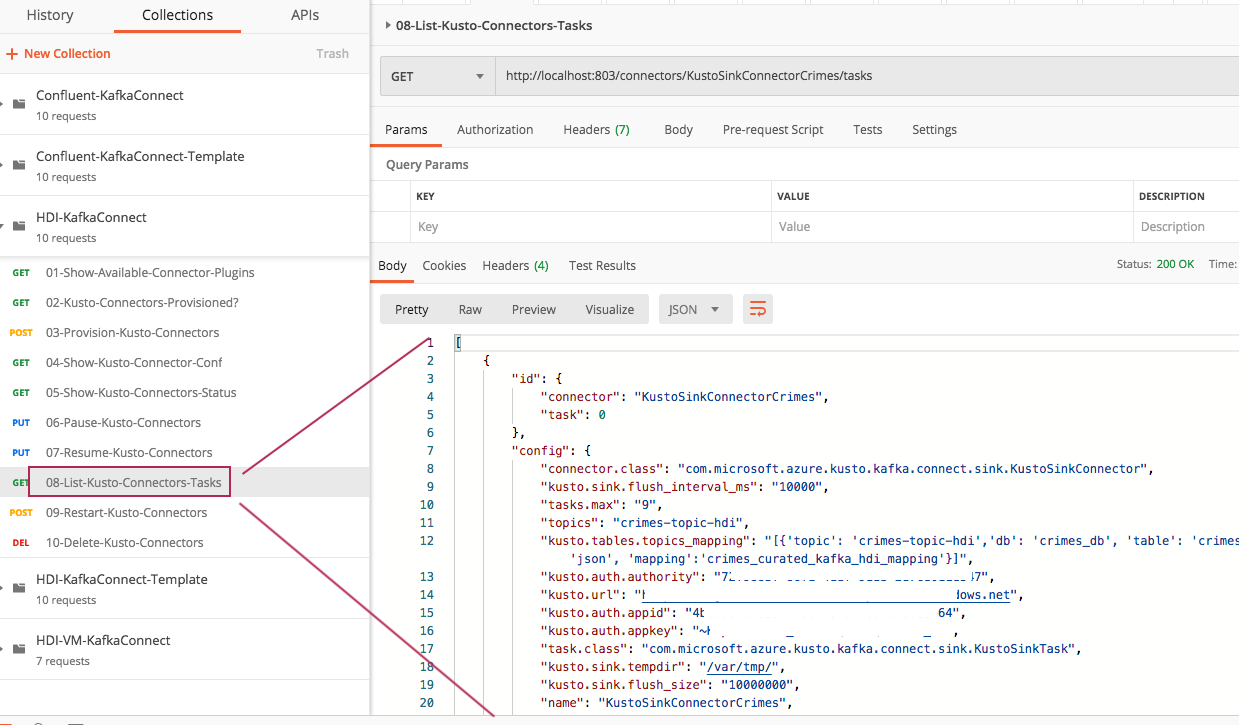 History Collections APIs
+ New Collection Trash
Confluent-KafkaConnect
10 requests
Confluent-KafkaConnect-Template
10 requests
HDI-KafkaConnect
10 requests
GET 01-Show-Available-Connector-Plugins
GET 02-Kusto-Connectors-Provisioned?
POST 03-Provision-Kusto-Connectors
GET 04-Show-Kusto-Connector-Conf
GET 05-Show-Kusto-Connectors-Status
PUT 06-Pause-Kusto-Connectors
PUT 07-Resume-Kusto-Connectors
GET 08-List-Kusto-Connectors-Tasks
POST 09-Restart-Kusto-Connectors
DEL 10-Delete-Kusto-Connectors
HDI-KafkaConnect-Template
10 requests
HDI-VM-KafkaConnect
7 requests
08-List-Kusto-Connectors-Tasks
GET http://localhost:803/connectors/KustoSinkConnectorCrimes/tasks
Params Authorization Headers (7) Body Pre-request Script Tests Settings
Query Params
KEY VALUE DESCRIPTION
Key Value Description
Body Cookies Headers (4) Test Results Status: 200 OK Time:
Pretty Raw Preview Visualize JSON
1 [
2 {
3 "id": {
4 "connector": "KustoSinkConnectorCrimes",
5 "task": 0
6 },
7 "config": {
8 "connector.class": "com.microsoft.azure.kusto.kafka.connect.sink.KustoSinkConnector",
9 "kusto.sink.flush_interval_ms": "10000",
10 "tasks.max": "9",
11 "topics": "crimes-topic-hdi",
12 "kusto.tables.topics_mapping": "[{'topic': 'crimes-topic-hdi','db': 'crimes_db', 'table': 'crimes
'json', 'mapping':'crimes_curated_kafka_hdi_mapping'}]",
13 "kusto.auth.authority": "72 47",
14 "kusto.url": "h dows.net",
15 "kusto.auth.appid": "4b 64",
16 "kusto.auth.appkey": "~ ,
17 "task.class": "com.microsoft.azure.kusto.kafka.connect.sink.KustoSinkTask",
18 "kusto.sink.tempdir": "/var/tmp/",
19 "kusto.sink.flush_size": "10000000",
20 "name": "KustoSinkConnectorCrimes",